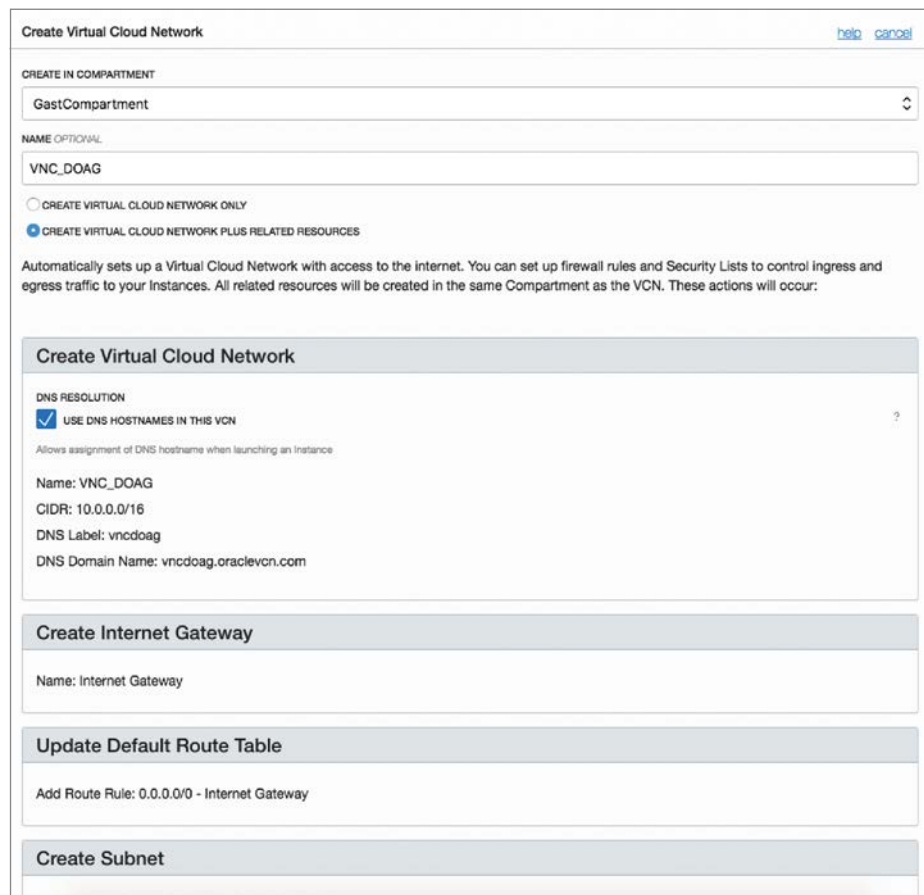 Create Virtual Cloud Network
help cancel
CREATE IN COMPARTMENT
GastCompartment
NAME OPTIONAL
VNC_DOAG
CREATE VIRTUAL CLOUD NETWORK ONLY
CREATE VIRTUAL CLOUD NETWORK PLUS RELATED RESOURCES
Automatically sets up a Virtual Cloud Network with access to the internet. You can set up firewall rules and Security Lists to control ingress and
egress traffic to your Instances. All related resources will be created in the same Compartment as the VCN. These actions will occur:
Create Virtual Cloud Network
DNS RESOLUTION
USE DNS HOSTNAMES IN THIS VCN
?
Allows assignment of DNS hostname when launching an Instance
Name: VNC_DOAG
CIDR: 10.0.0.0/16
DNS Label: vncdoag
DNS Domain Name: vncdoag.oraclevcn.com
Create Internet Gateway
Name: Internet Gateway
Update Default Route Table
Add Route Rule: 0.0.0.0/0 - Internet Gateway
Create Subnet